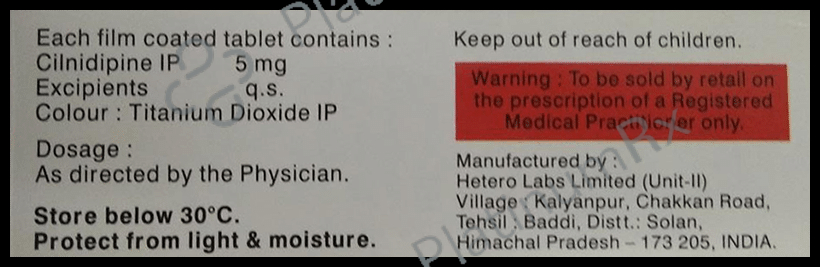 Each film coated tablet contains :
Cilnidipine IP 5 mg
Excipients q.s.
Colour : Titanium Dioxide IP
Dosage :
As directed by the Physician.
Store below 30°C.
Protect from light & moisture.
Keep out of reach of children.
Warning : To be sold by retail on
the prescription of a Registered
Medical Practitioner only.
Manufactured by :
Hetero Labs Limited (Unit-II)
Village : Kalyanpur, Chakkan Road,
Tehsil : Baddi, Distt.: Solan,
Himachal Pradesh – 173 205, INDIA.
PlatinumRx